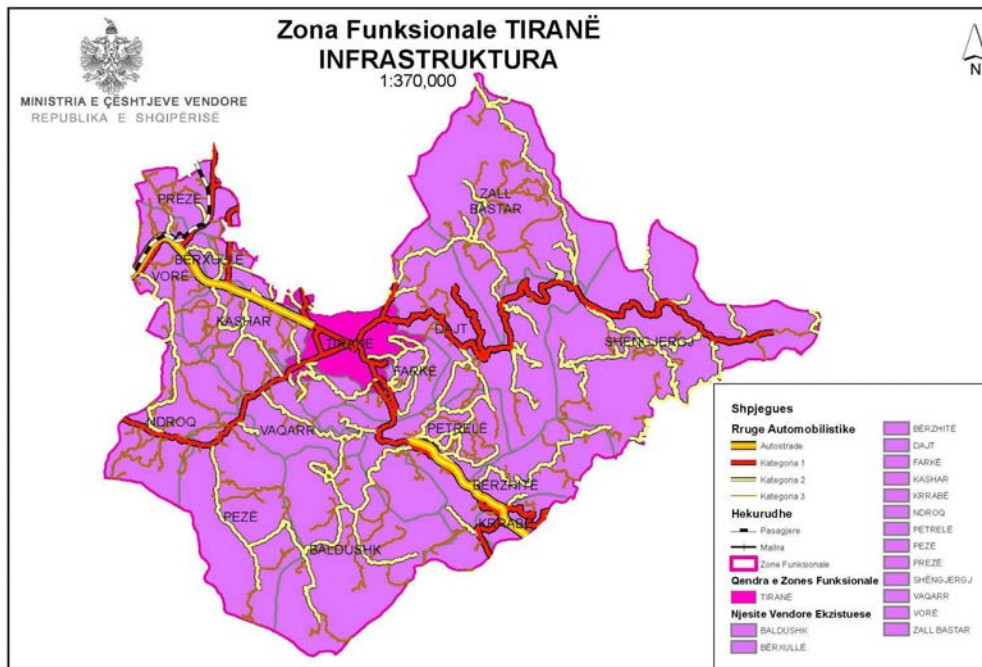 Zona Funksionale TIRANË
INFRASTRUKTURA
1:370,000
MINISTRIA E ÇËSHTJEVE VENDORE
REPUBLIKA E SHQIPËRISË
N
PREZË
ZALL
BASTAR
BËRXULLË
VORË
KASHAR
DAJT
TIRANË
SHËNGJERGJ
FARKË
NDROQ
VAQARR
PETRELË
BËRZHITË
PEZË
KRRABË
BALDUSHK
Shpjegues
Rruge Automobilistike
Autostrade
Kategoria 1
Kategoria 2
Kategoria 3
Hekurudhe
Pasagjere
Mallra
Zone Funksionale
Qendra e Zones Funksionale
TIRANË
Njesite Vendore Ekzistuese
BALDUSHK
BËRXULLË
BËRZHITË
DAJT
FARKË
KASHAR
KRRABË
NDROQ
PETRELË
PEZË
PREZË
SHËNGJERGJ
VAQARR
VORË
ZALL BASTAR